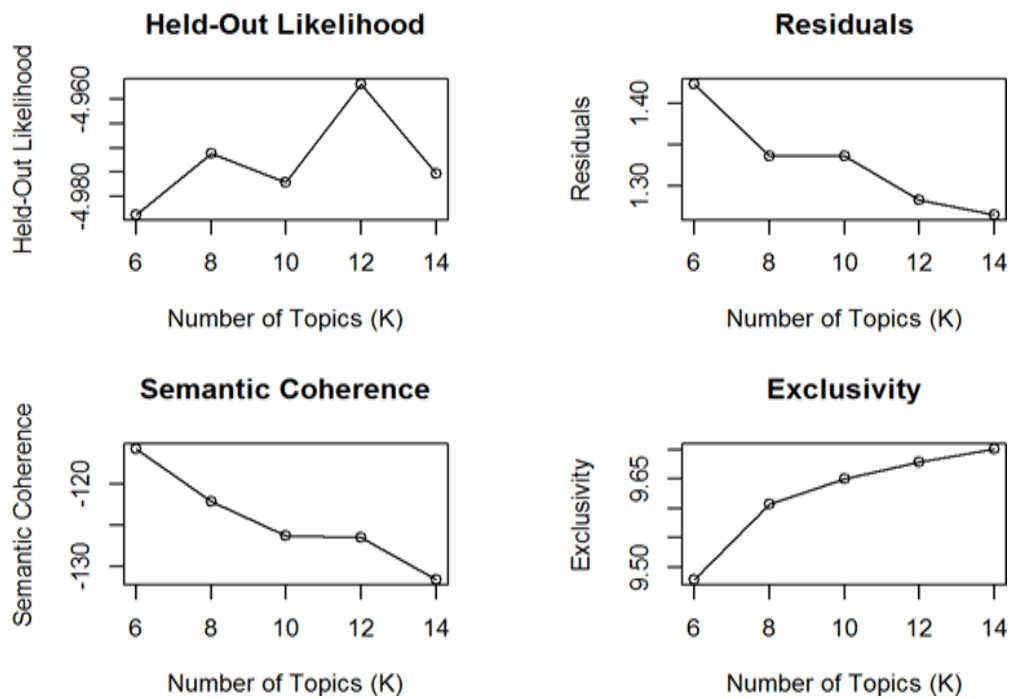 Held-Out Likelihood
Held-Out Likelihood
-4.960
-4.980
6 8 10 12 14
Number of Topics (K)
Residuals
Residuals
1.40
1.30
6 8 10 12 14
Number of Topics (K)
Semantic Coherence
Semantic Coherence
-120
-130
6 8 10 12 14
Number of Topics (K)
Exclusivity
Exclusivity
9.65
9.50
6 8 10 12 14
Number of Topics (K)